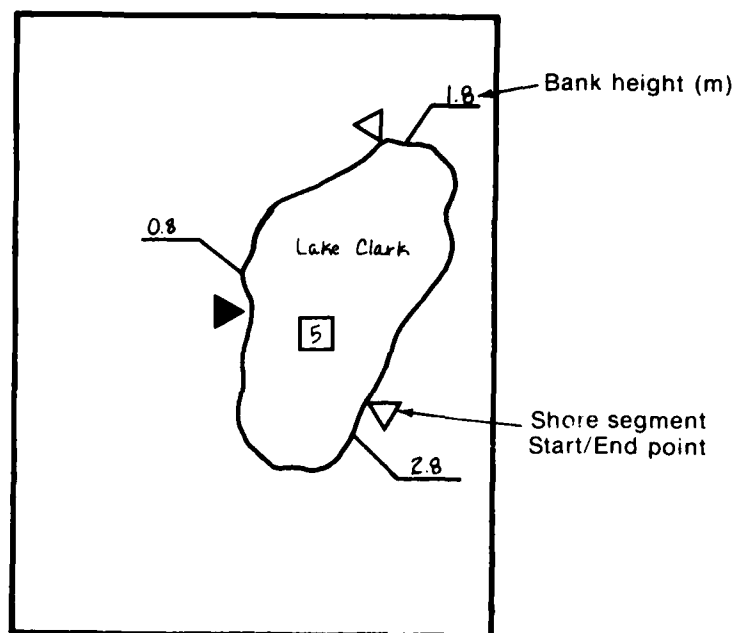 Bank height (m)
1.8
0.8
Lake Clark
5
Shore segment
Start/End point
2.8